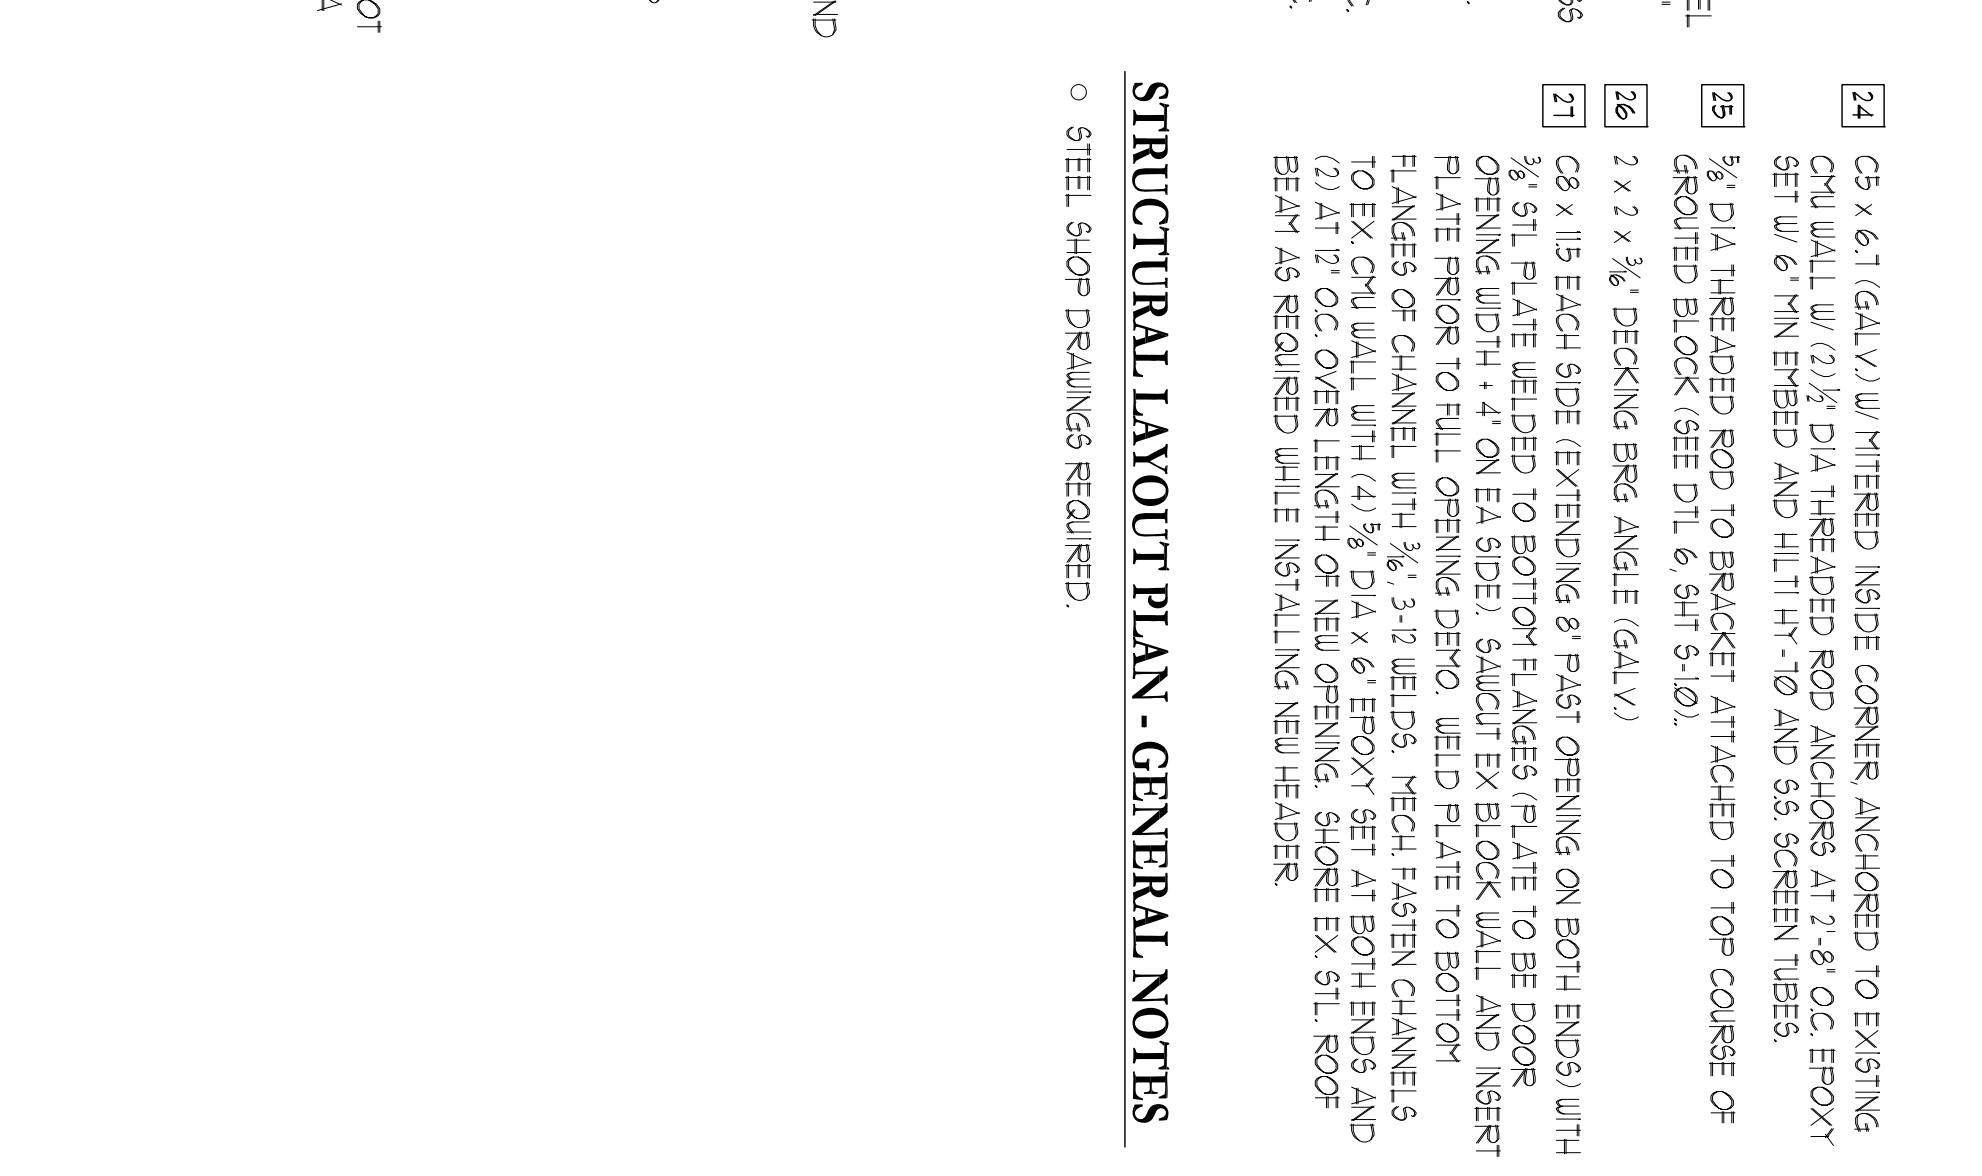 24 C5 x 6.7 (GALV.) W/ MITERED INSIDE CORNER, ANCHORED TO EXISTING
CMU WALL W/ (2) 1/2" DIA THREADED ROD ANCHORS AT 2'-8" O.C. EPOXY
SET W/ 6" MIN EMBED AND HILTI HY-70 AND S.S. SCREEN TUBES.
25 5/8" DIA THREADED ROD TO BRACKET ATTACHED TO TOP COURSE OF
GROUTED BLOCK (SEE DTL 6, SHT S-1.0)..
26 2 x 2 x 3/16" DECKING BRG ANGLE (GALV.)
27 C8 x 11.5 EACH SIDE (EXTENDING 8" PAST OPENING ON BOTH ENDS) WITH
3/8" STL PLATE WELDED TO BOTTOM FLANGES (PLATE TO BE DOOR
OPENING WIDTH + 4" ON EA SIDE). SAWCUT EX BLOCK WALL AND INSERT
PLATE PRIOR TO FULL OPENING DEMO. WELD PLATE TO BOTTOM
FLANGES OF CHANNEL WITH 3/16", 3-12 WELDS. MECH. FASTEN CHANNELS
TO EX. CMU WALL WITH (4) 5/8" DIA x 6" EPOXY SET AT BOTH ENDS AND
(2) AT 12" O.C. OVER LENGTH OF NEW OPENING. SHORE EX. STL. ROOF
BEAM AS REQUIRED WHILE INSTALLING NEW HEADER.
STRUCTURAL LAYOUT PLAN - GENERAL NOTES
○ STEEL SHOP DRAWINGS REQUIRED.
EL
SS
ND
OT
A